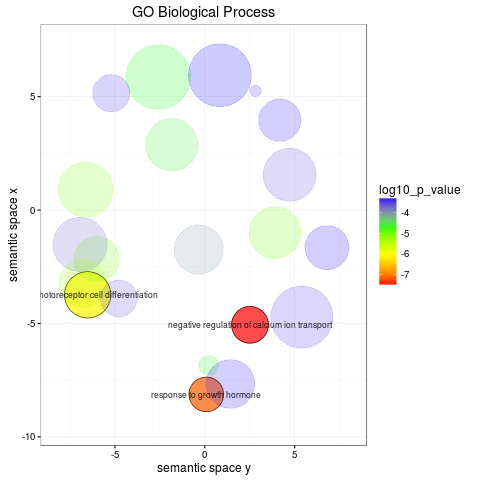 GO Biological Process
semantic space x
5
0
-5
-10
notoreceptor cell differentiation
negative regulation of calcium ion transport
response to growth hormone
-5
0
5
semantic space y
log10_p_value
-4
-5
-6
-7